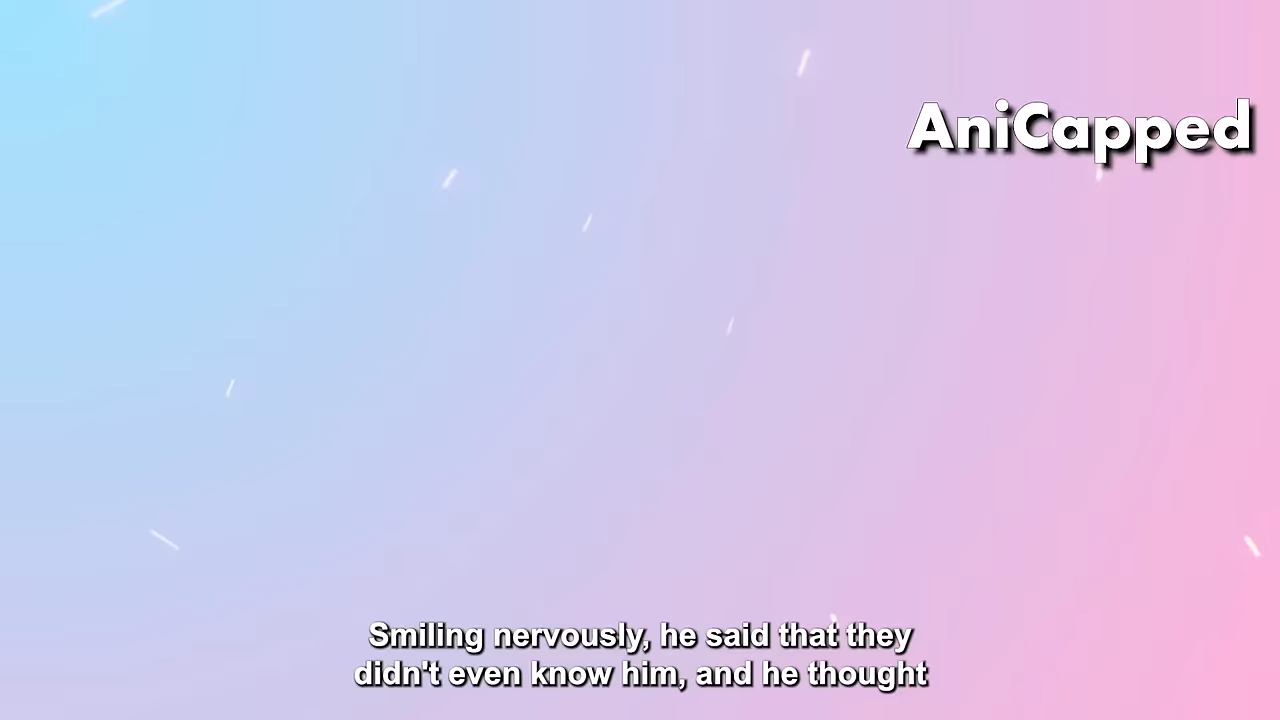 AniCapped
Smiling nervously, he said that they
didn't even know him, and he thought